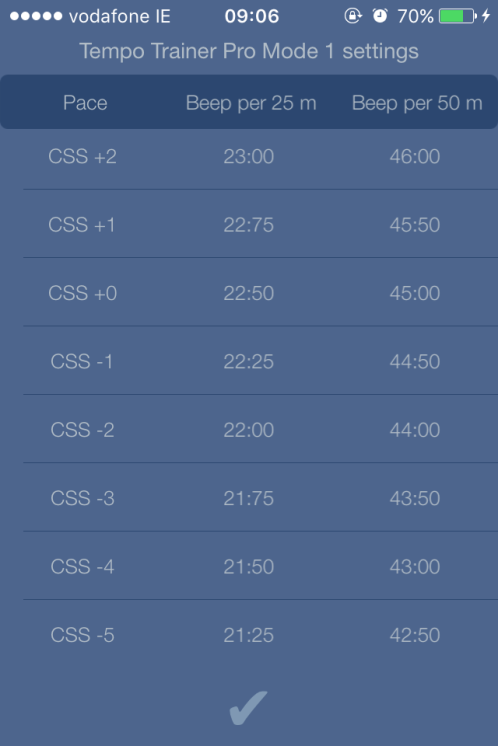 vodafone IE 09:06 70%
Tempo Trainer Pro Mode 1 settings
Pace Beep per 25 m Beep per 50 m
CSS +2 23:00 46:00
CSS +1 22:75 45:50
CSS +0 22:50 45:00
CSS -1 22:25 44:50
CSS -2 22:00 44:00
CSS -3 21:75 43:50
CSS -4 21:50 43:00
CSS -5 21:25 42:50